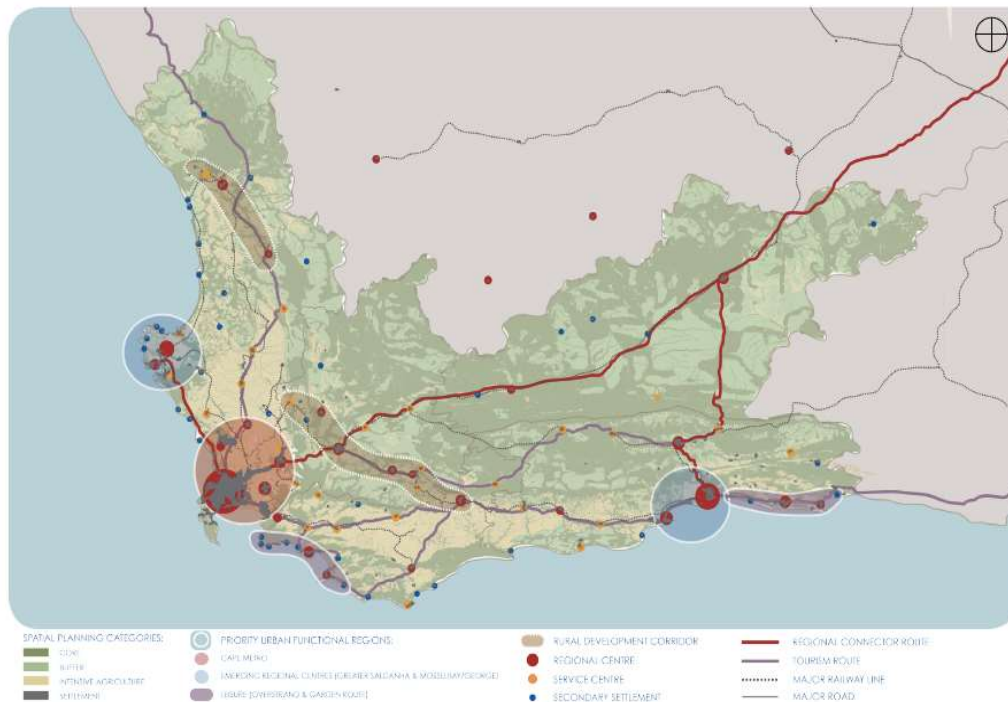 SPATIAL PLANNING CATEGORIES:
CORE
BUFFER
INTENSIVE AGRICULTURE
SETTLEMENT
PRIORITY URBAN FUNCTIONAL REGIONS:
CAPE METRO
EMERGING REGIONAL CENTRES (GREATER SALDANHA & MOSSELBAY/GEORGE)
LEISURE (OVERSTRAND & GARDEN ROUTE)
RURAL DEVELOPMENT CORRIDOR
REGIONAL CENTRE
SERVICE CENTRE
SECONDARY SETTLEMENT
REGIONAL CONNECTOR ROUTE
TOURISM ROUTE
MAJOR RAILWAY LINE
MAJOR ROAD